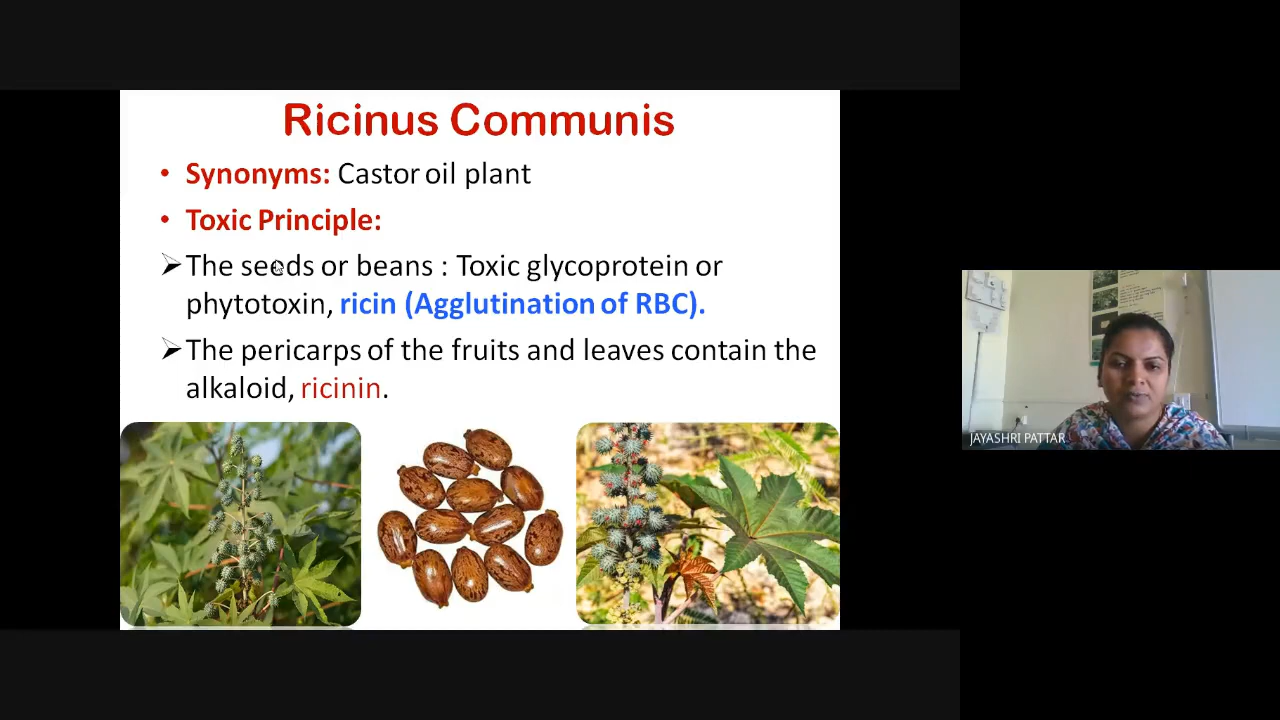 Ricinus Communis
• Synonyms: Castor oil plant
• Toxic Principle:
➢The seeds or beans : Toxic glycoprotein or
phytotoxin, ricin (Agglutination of RBC).
➢The pericarps of the fruits and leaves contain the
alkaloid, ricinin.
JAYASHRI PATTAR